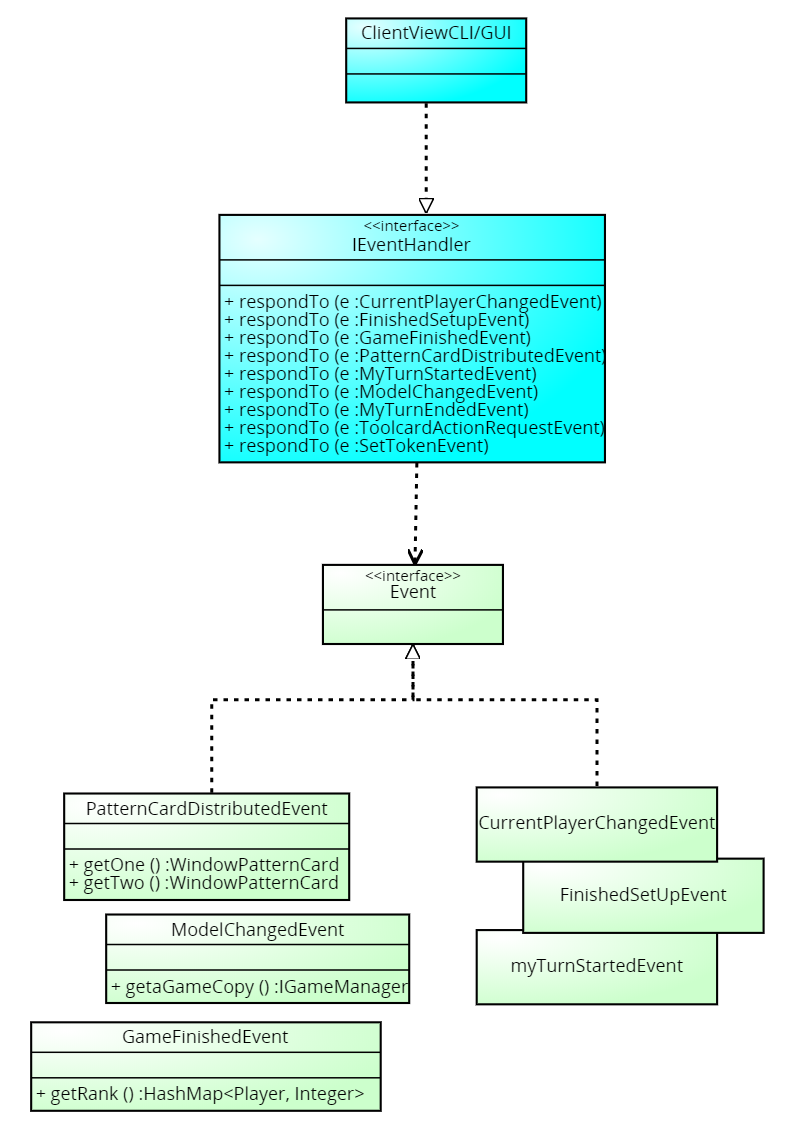 ClientViewCLI/GUI
<<interface>>
IEventHandler
+ respondTo (e :CurrentPlayerChangedEvent)
+ respondTo (e :FinishedSetupEvent)
+ respondTo (e :GameFinishedEvent)
+ respondTo (e :PatternCardDistributedEvent)
+ respondTo (e :MyTurnStartedEvent)
+ respondTo (e :ModelChangedEvent)
+ respondTo (e :MyTurnEndedEvent)
+ respondTo (e :ToolcardActionRequestEvent)
+ respondTo (e :SetTokenEvent)
<<interface>>
Event
PatternCardDistributedEvent
+ getOne () :WindowPatternCard
+ getTwo () :WindowPatternCard
ModelChangedEvent
+ getaGameCopy () :IGameManager
GameFinishedEvent
+ getRank () :HashMap<Player, Integer>
CurrentPlayerChangedEvent
FinishedSetUpEvent
myTurnStartedEvent